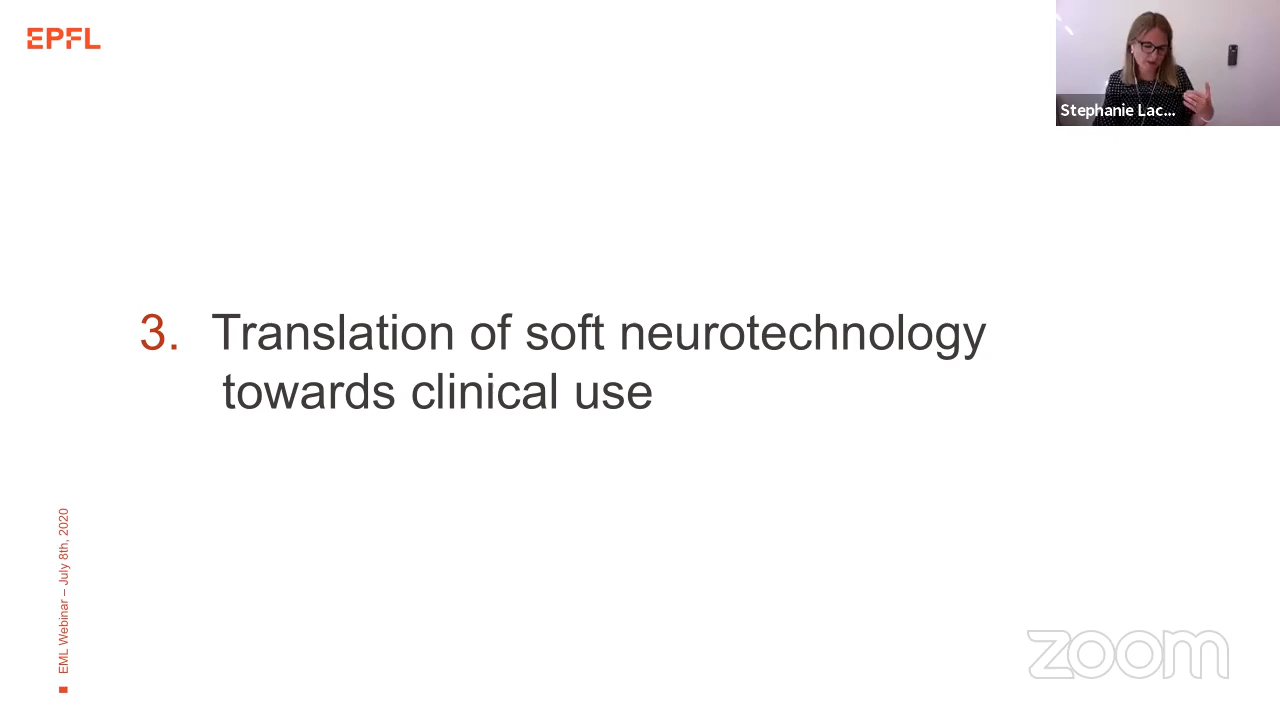 EPFL
Stephanie Lac...
3. Translation of soft neurotechnology
towards clinical use
EML Webinar – July 8th, 2020
zoom